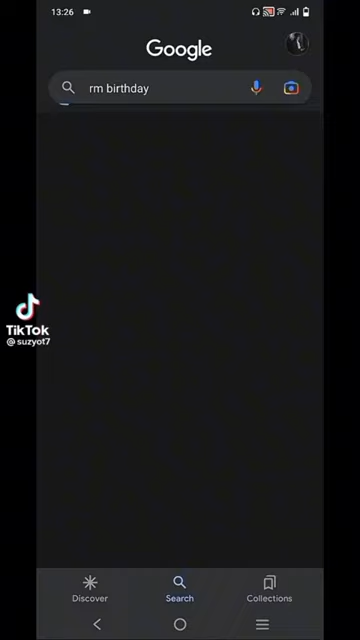 13:26
Google
rm birthday
TikTok
@suzyot7
Discover
Search
Collections